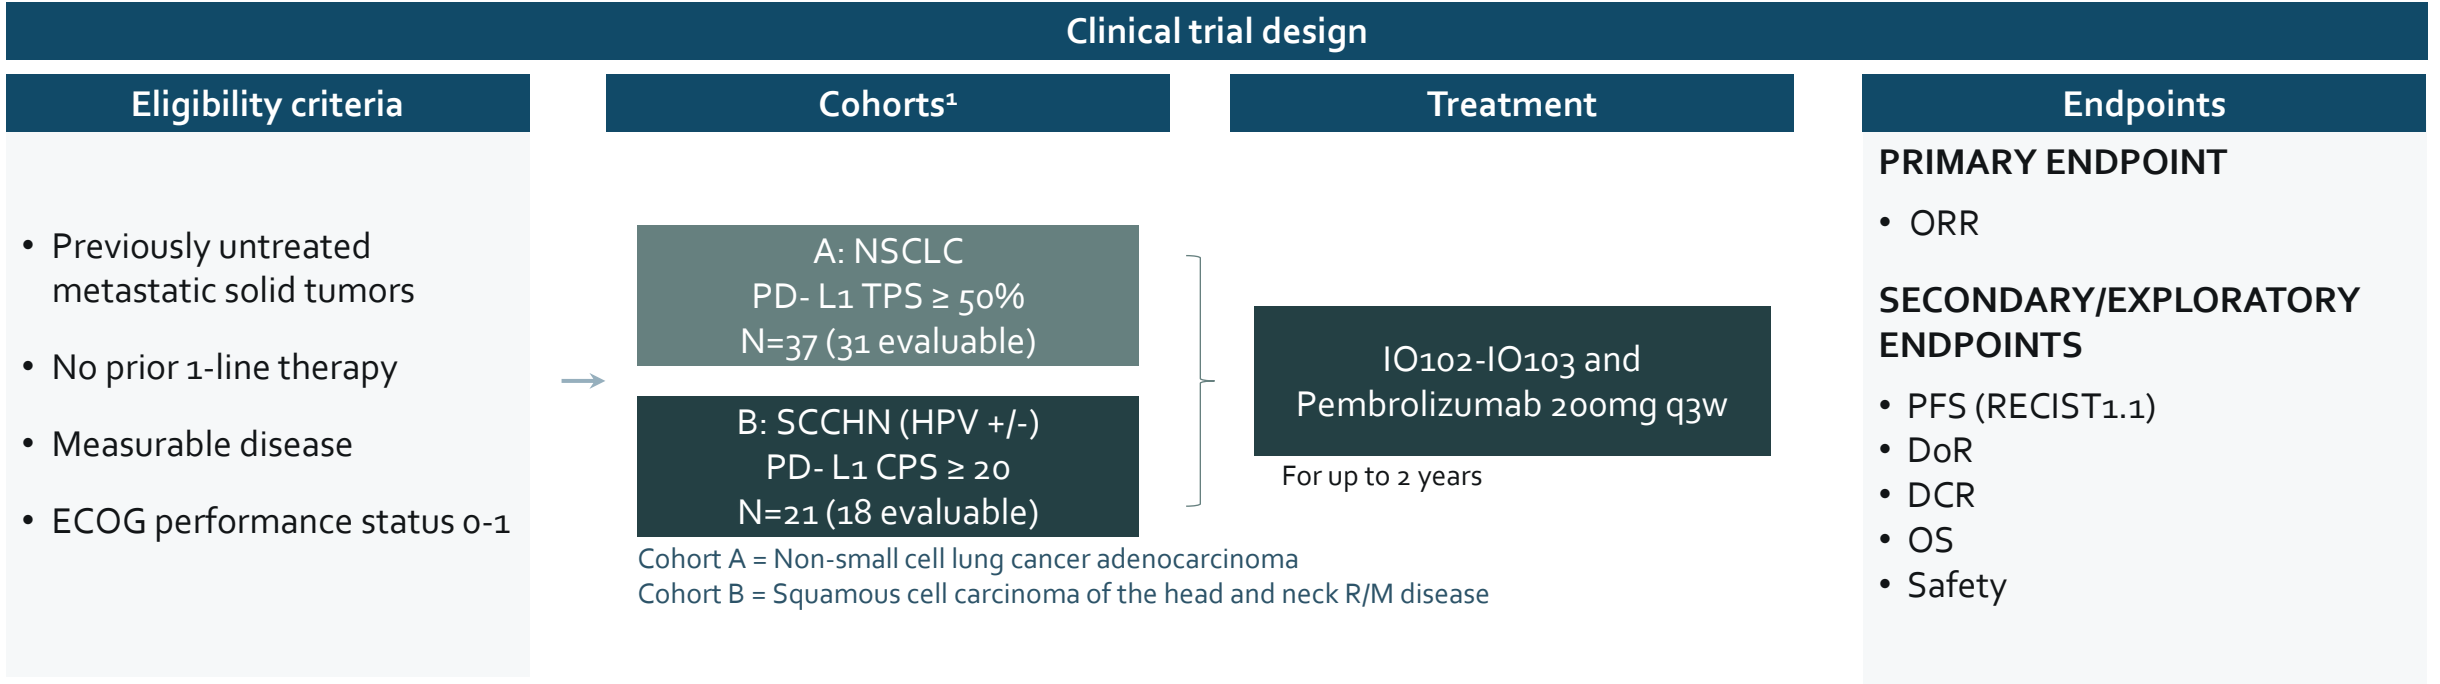 Clinical trial design
Eligibility criteria
• Previously untreated
metastatic solid tumors
• No prior 1-line therapy
• Measurable disease
• ECOG performance status 0-1
Cohorts¹
A: NSCLC
PD- L1 TPS ≥ 50%
N=37 (31 evaluable)
B: SCCHN (HPV +/-)
PD- L1 CPS ≥ 20
N=21 (18 evaluable)
Cohort A = Non-small cell lung cancer adenocarcinoma
Cohort B = Squamous cell carcinoma of the head and neck R/M disease
Treatment
IO102-IO103 and
Pembrolizumab 200mg q3w
For up to 2 years
Endpoints
PRIMARY ENDPOINT
• ORR
SECONDARY/EXPLORATORY
ENDPOINTS
• PFS (RECIST1.1)
• DoR
• DCR
• OS
• Safety